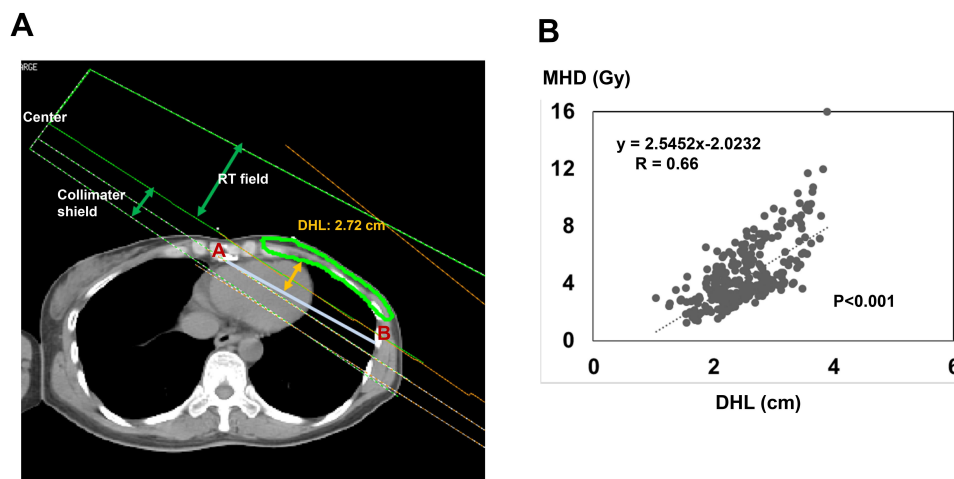 A
ARGE
Center
RT field
Collimater
shield
DHL: 2.72 cm
A
B
B
MHD (Gy)
16
12
8
4
0
y = 2.5452x-2.0232
R = 0.66
P<0.001
0
2
4
6
DHL (cm)